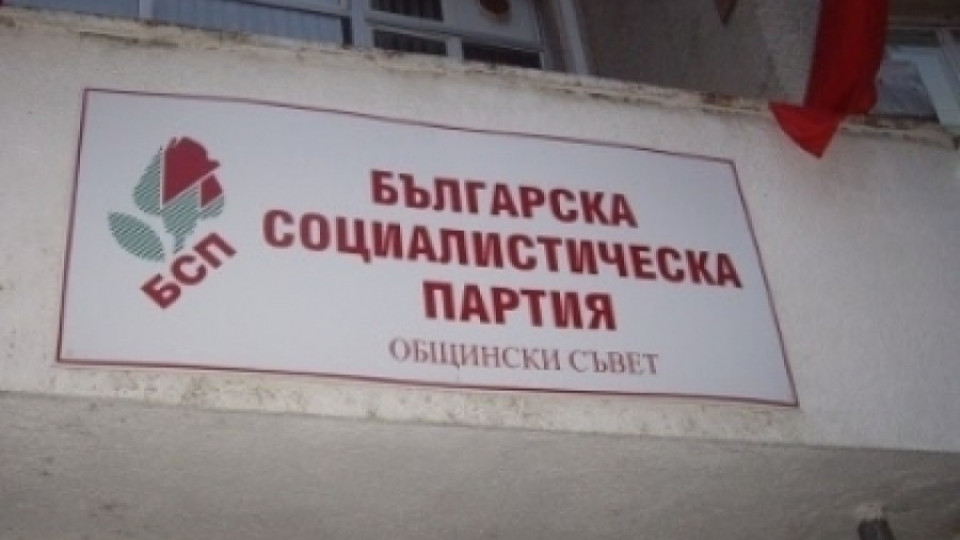 БСП
БЪЛГАРСКА
СОЦИАЛИСТИЧЕСКА
ПАРТИЯ
ОБЩИНСКИ СЪВЕТ